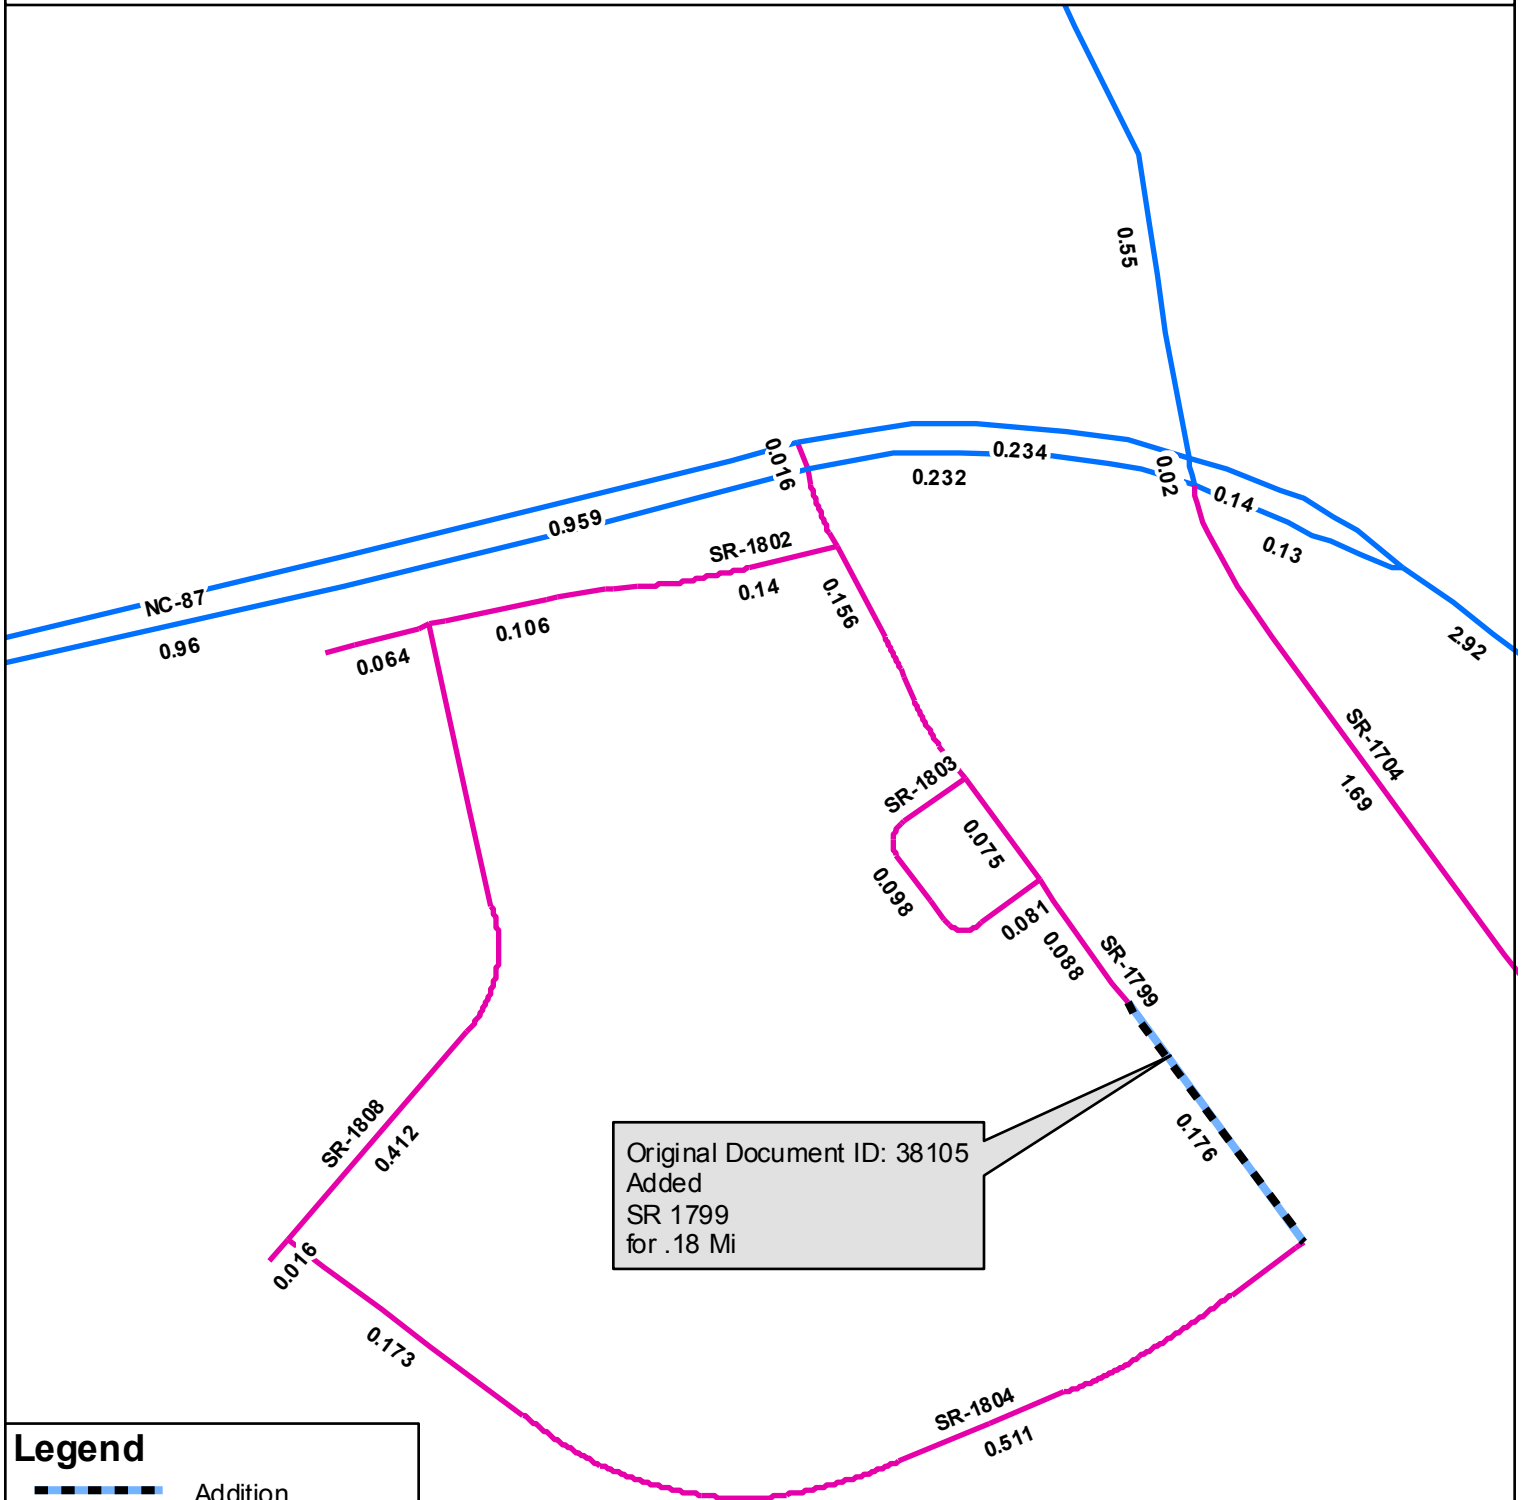 0.55
0.016
0.234
0.232
0.02
0.14
0.13
0.959
SR-1802
0.14
NC-87
0.96
0.106
0.064
0.156
2.92
SR-1704
1.69
SR-1803
0.075
0.098
0.081
0.088
SR-1799
0.176
SR-1808
0.412
Original Document ID: 38105
Added
SR 1799
for .18 Mi
0.016
0.173
SR-1804
0.511
Legend
Addition